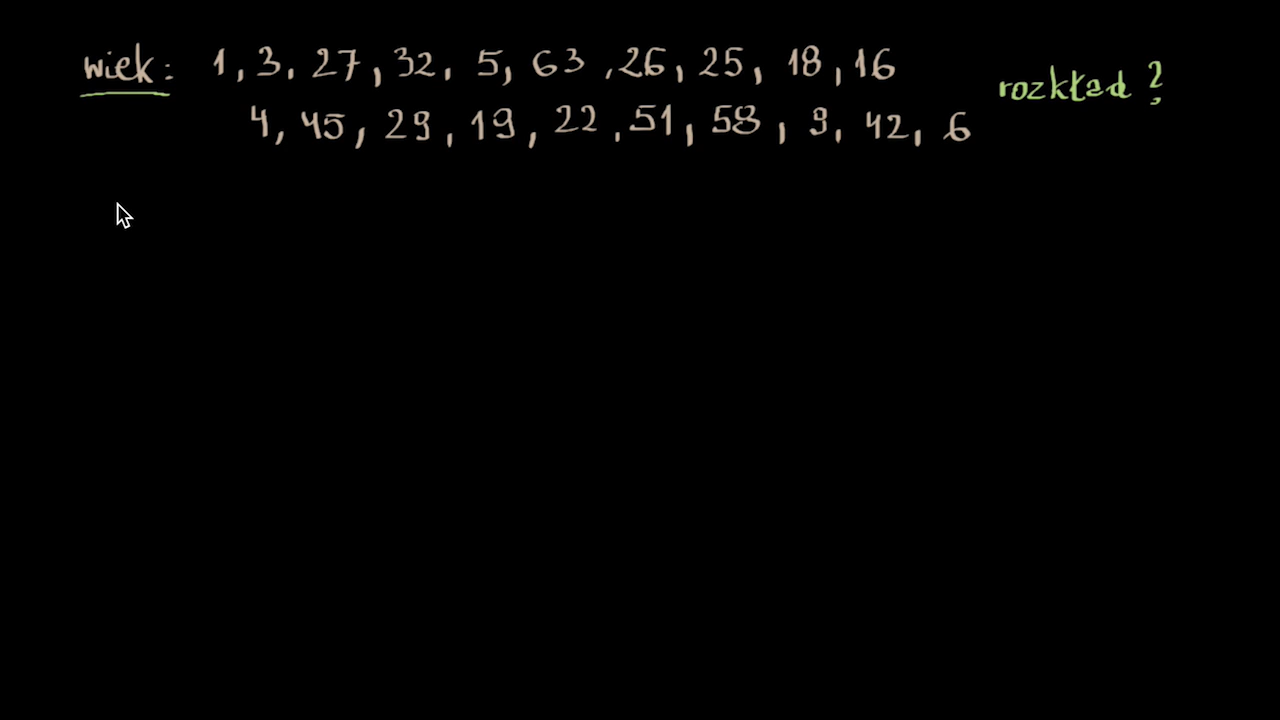 wiek: 1, 3, 27, 32, 5, 63, 26, 25, 18, 16
rozkład?
4, 45, 29, 19, 22, 51, 58, 9, 42, 6